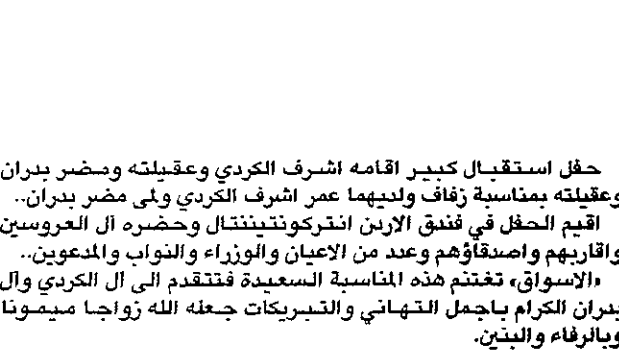 حفل استقبال كبير اقامه اشرف الكردي وعقيلته ومضر بدران
وعقيلته بمناسبة زفاف ولديهما عمر اشرف الكردي ولمى مضر بدران..
اقيم الحفل في فندق الاردن انتركونتيننتال وحضره آل العروسين
واقاربهم واصدقاؤهم وعدد من الاعيان والوزراء والنواب والمدعوين..
«الاسواق» تغتنم هذه المناسبة السعيدة فتتقدم الى آل الكردي وآل
بدران الكرام باجمل التهاني والتبريكات جعله الله زواجا ميمونا
وبالرفاء والبنين.